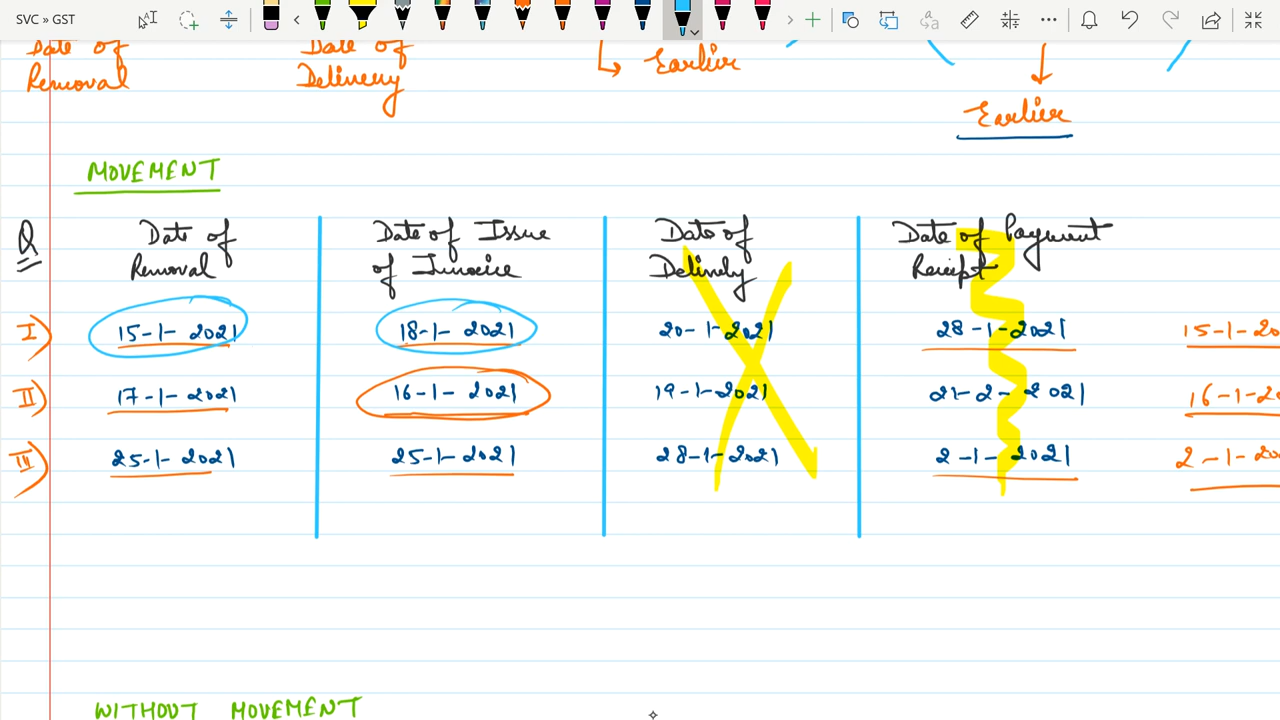 SVC » GST
Date of Date of
Removal Delivery Earlier
Earlier
MOVEMENT
Q Date of Date of Issue Date of Date of Payment
Removal of Invoice Delively Reciept
I) 15-1-2021 18-1-2021 20-1-2021 28-1-2021 15-1-20
II) 17-1-2021 16-1-2021 19-1-2021 21-2-2021 16-1-20
III) 25-1-2021 25-1-2021 28-1-2021 2-1-2021 2-1-20
WITHOUT MOVEMENT